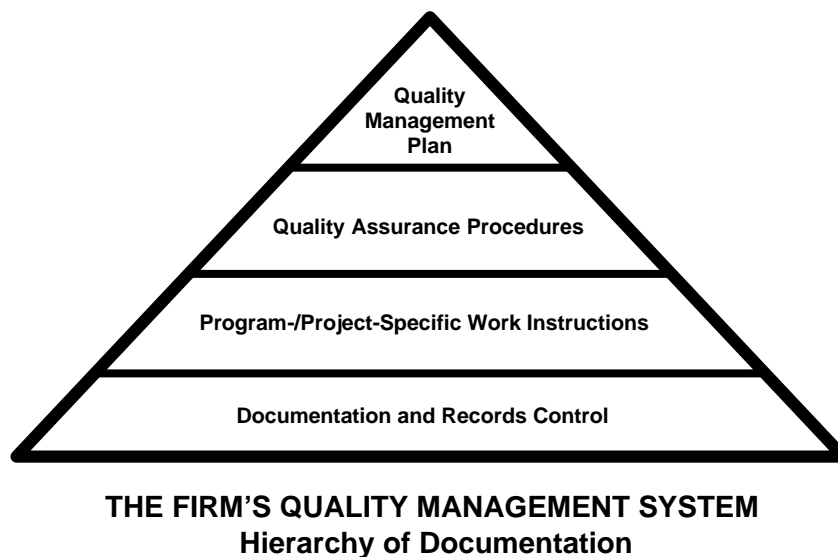 Quality
Management
Plan
Quality Assurance Procedures
Program-/Project-Specific Work Instructions
Documentation and Records Control
THE FIRM’S QUALITY MANAGEMENT SYSTEM
Hierarchy of Documentation